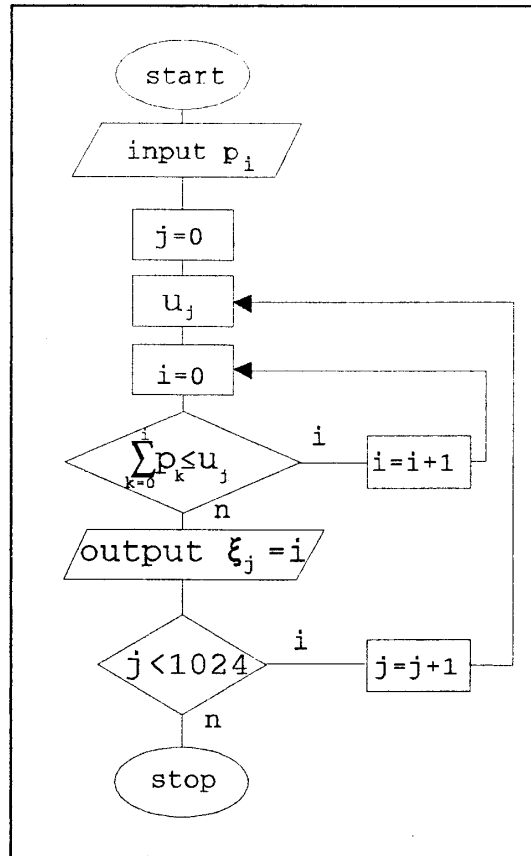 start
input p_i
j=0
u_j
i=0
i
∑ p_k ≤ u_j
k=0
i
i=i+1
n
output ξ_j =i
j<1024
i
j=j+1
n
stop